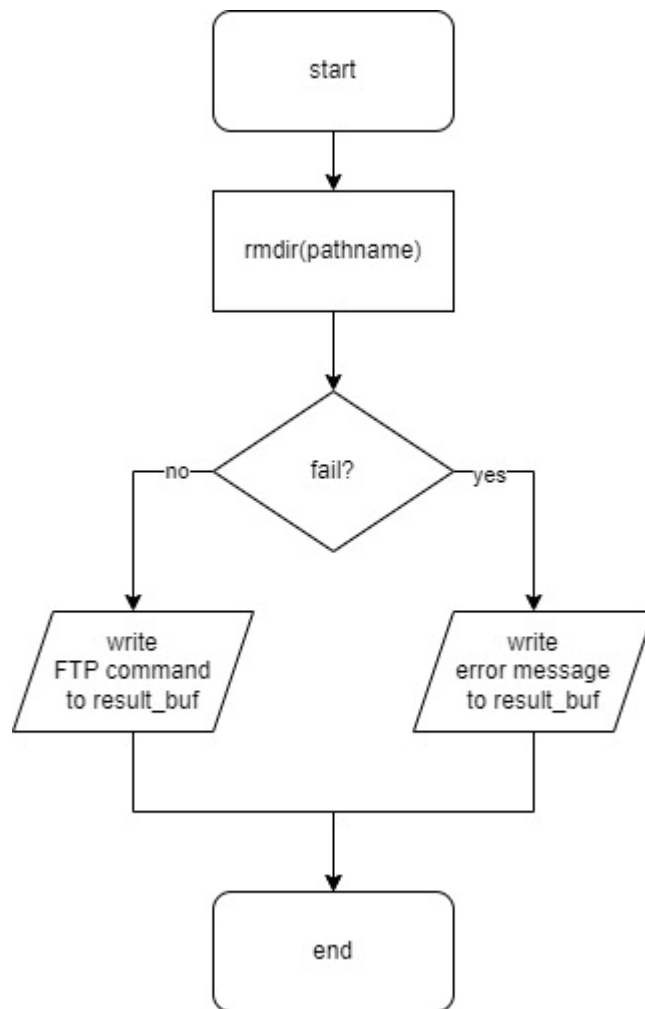 start
rmdir(pathname)
fail?
no
yes
write
FTP command
to result_buf
write
error message
to result_buf
end